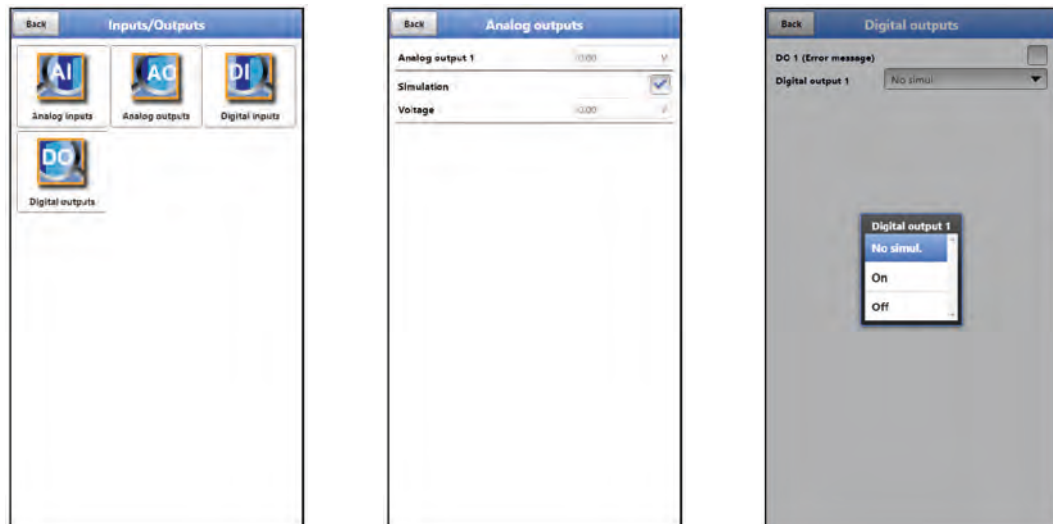 Back Inputs/Outputs
AI
AO
DI
Analog inputs
Analog outputs
Digital inputs
DO
Digital outputs
Back Analog outputs
Analog output 1 0.00 V
Simulation
Voltage 0.00 V
Back Digital outputs
DO 1 (Error message)
Digital output 1 No simul.
Digital output 1
No simul.
On
Off